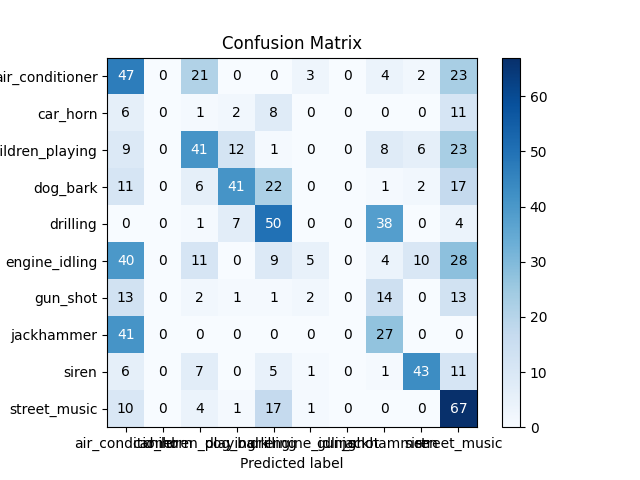 Confusion Matrix
air_conditioner 47 0 21 0 0 3 0 4 2 23
car_horn 6 0 1 2 8 0 0 0 0 11
ildren_playing 9 0 41 12 1 0 0 8 6 23
dog_bark 11 0 6 41 22 0 0 1 2 17
drilling 0 0 1 7 50 0 0 38 0 4
engine_idling 40 0 11 0 9 5 0 4 10 28
gun_shot 13 0 2 1 1 2 0 14 0 13
jackhammer 41 0 0 0 0 0 0 27 0 0
siren 6 0 7 0 5 1 0 1 43 11
street_music 10 0 4 1 17 1 0 0 0 67
street_music
Predicted label
60
50
40
30
20
10
0